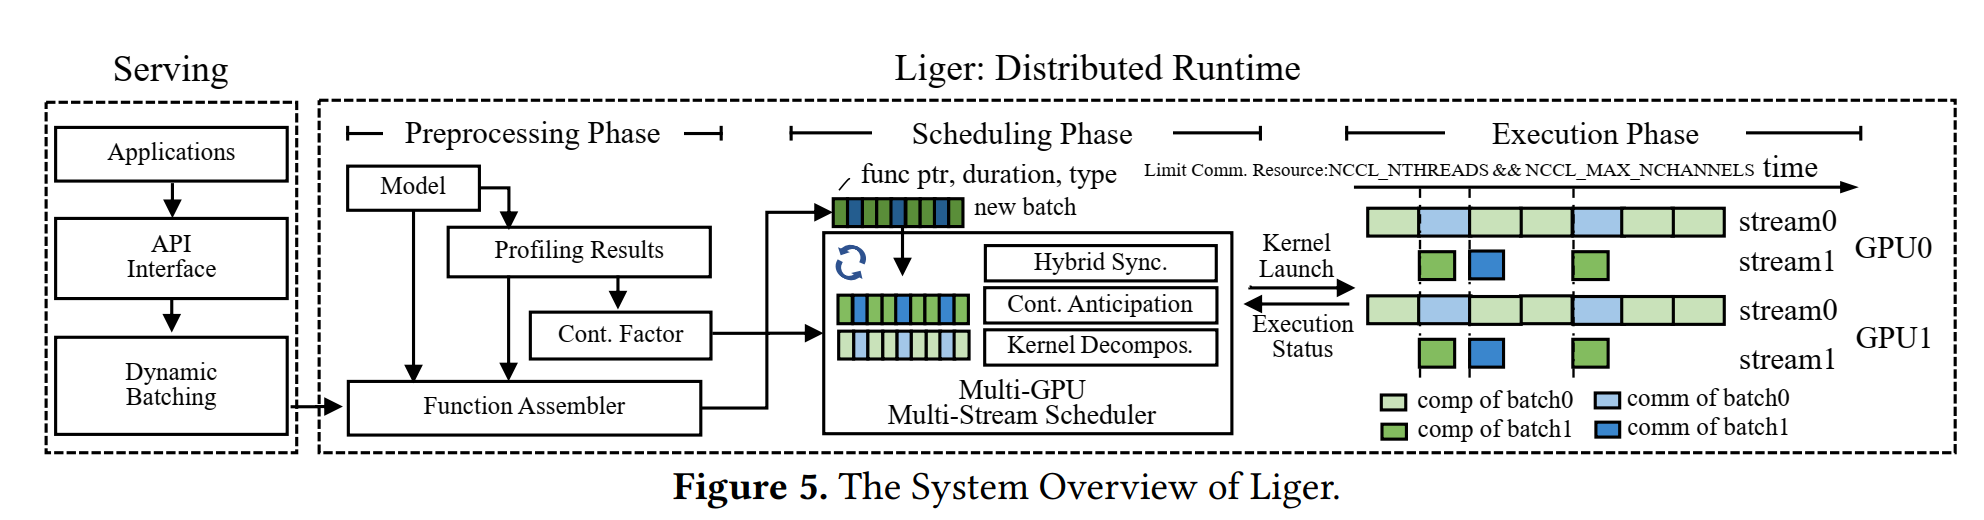 Serving
Liger: Distributed Runtime
Applications
API
Interface
Dynamic
Batching
Preprocessing Phase
Model
Profiling Results
Cont. Factor
Function Assembler
Scheduling Phase
func ptr, duration, type
new batch
Hybrid Sync.
Cont. Anticipation
Kernel Decompos.
Multi-GPU
Multi-Stream Scheduler
Kernel
Launch
Execution
Status
Execution Phase
Limit Comm. Resource:NCCL_NTHREADS && NCCL_MAX_NCHANNELS time
stream0
stream1
GPU0
stream0
stream1
GPU1
comp of batch0
comm of batch0
comp of batch1
comm of batch1
Figure 5. The System Overview of Liger.